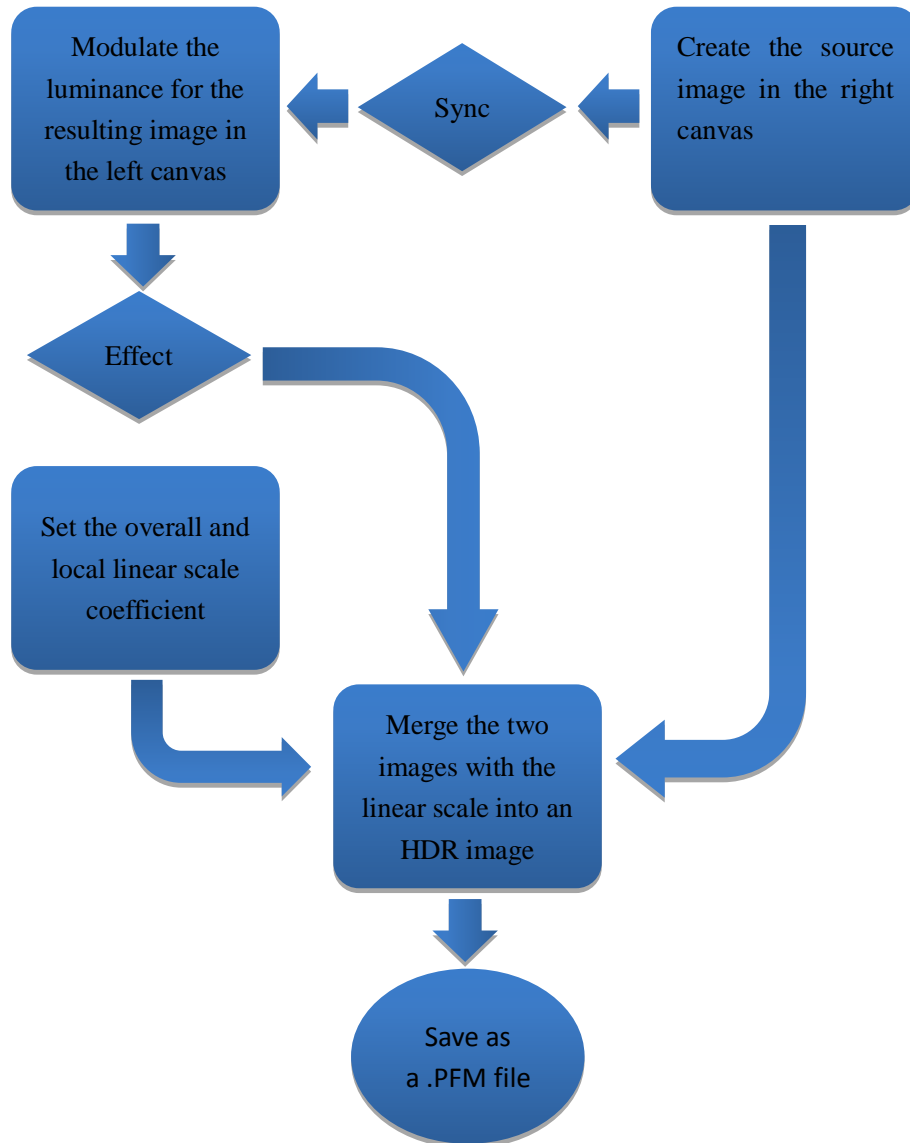 Modulate the
luminance for the
resulting image in
the left canvas
Sync
Create the source
image in the right
canvas
Effect
Set the overall and
local linear scale
coefficient
Merge the two
images with the
linear scale into an
HDR image
Save as
a .PFM file